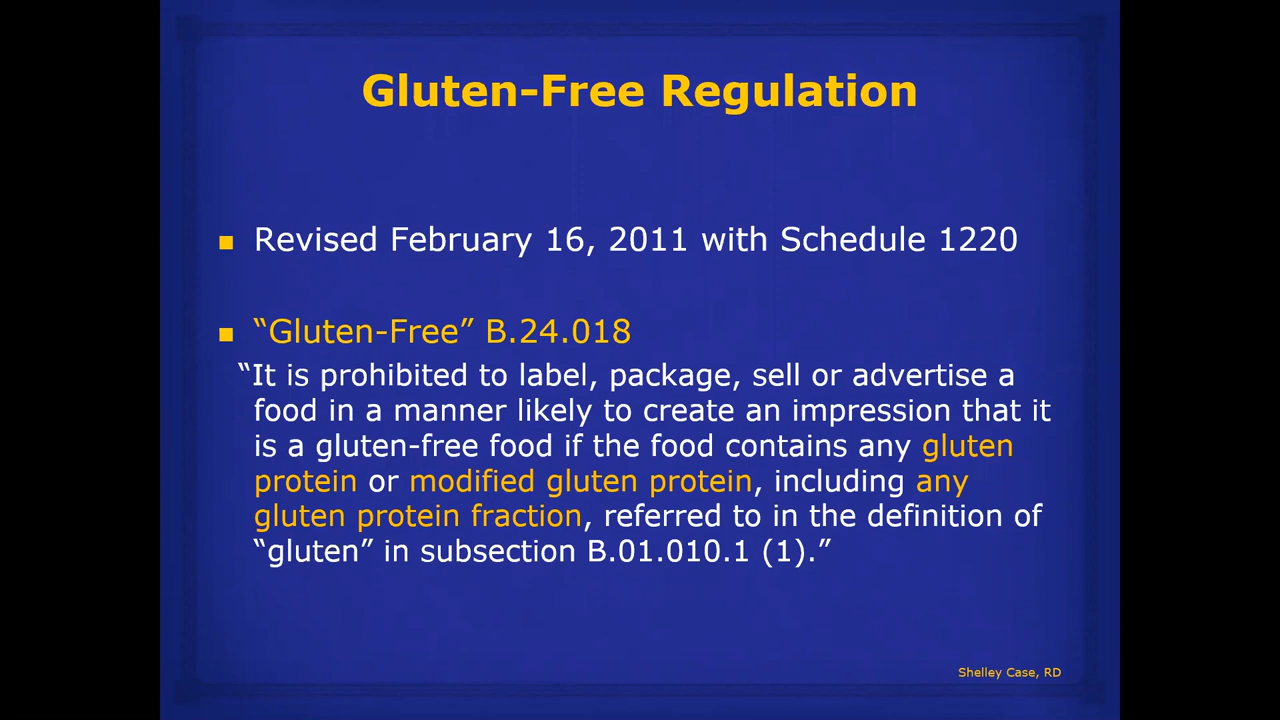 Gluten-Free Regulation
Revised February 16, 2011 with Schedule 1220
“Gluten-Free” B.24.018
“It is prohibited to label, package, sell or advertise a
food in a manner likely to create an impression that it
is a gluten-free food if the food contains any gluten
protein or modified gluten protein, including any
gluten protein fraction, referred to in the definition of
“gluten” in subsection B.01.010.1 (1).”
Shelley Case, RD